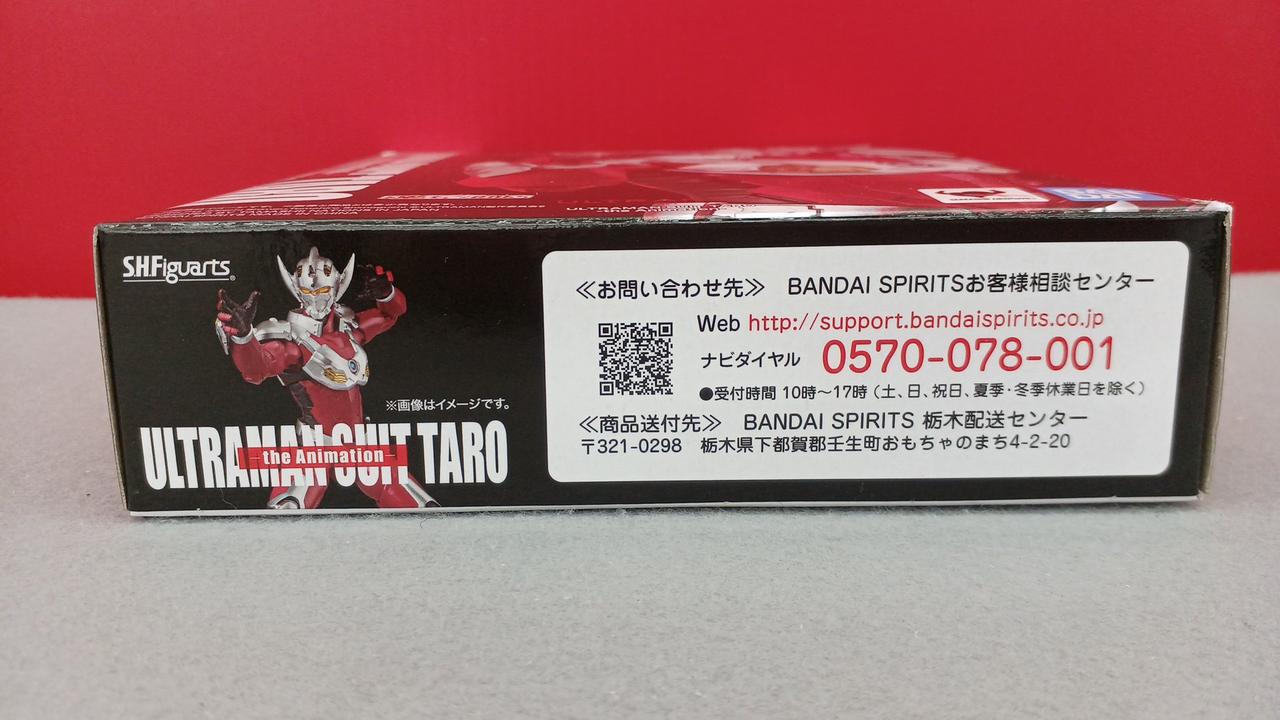 MADE IN CHINA
S.H.Figuarts
※画像はイメージです。
ULTRAMAN SUIT TARO
the Animation
≪お問い合わせ先≫ BANDAI SPIRITSお客様相談センター
Web http://support.bandaispirits.co.jp
ナビダイヤル 0570-078-001
●受付時間 10時～17時（土、日、祝日、夏季・冬季休業日を除く）
≪商品送付先≫ BANDAI SPIRITS 栃木配送センター
〒321-0298 栃木県下都賀郡壬生町おもちゃのまち4-2-20